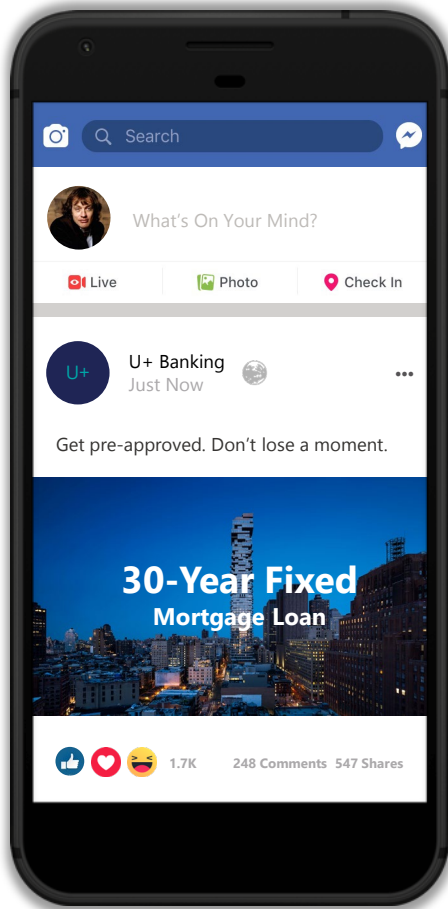 Search
What's On Your Mind?
Live Photo Check In
U+
U+ Banking
Just Now
Get pre-approved. Don't lose a moment.
30-Year Fixed
Mortgage Loan
1.7K 248 Comments 547 Shares